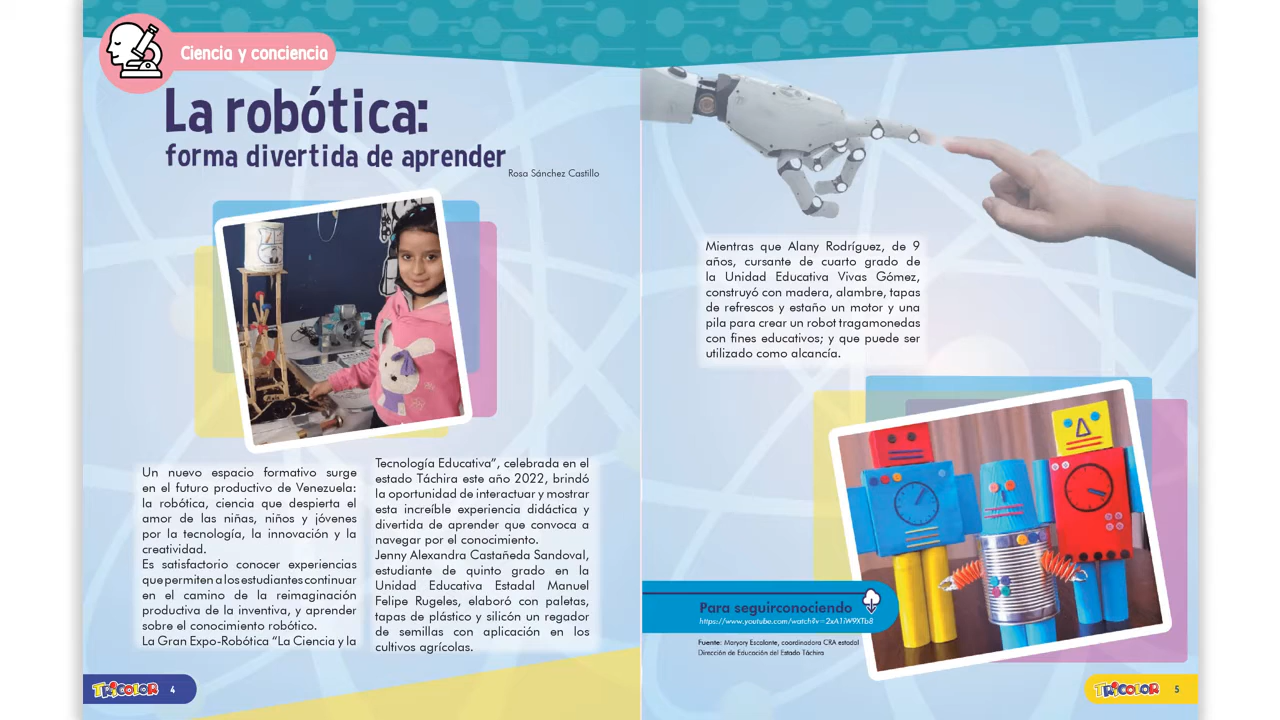 Ciencia y conciencia
La robótica:
forma divertida de aprender
Rosa Sánchez Castillo
Un nuevo espacio formativo surge
en el futuro productivo de Venezuela:
la robótica, ciencia que despierta el
amor de las niñas, niños y jóvenes
por la tecnología, la innovación y la
creatividad.
Es satisfactorio conocer experiencias
que permiten a los estudiantes continuar
en el camino de la reimaginación
productiva de la inventiva, y aprender
sobre el conocimiento robótico.
La Gran Expo-Robótica “La Ciencia y la
Tecnología Educativa”, celebrada en el
estado Táchira este año 2022, brindó
la oportunidad de interactuar y mostrar
esta increíble experiencia didáctica y
divertida de aprender que convoca a
navegar por el conocimiento.
Jenny Alexandra Castañeda Sandoval,
estudiante de quinto grado en la
Unidad Educativa Estadal Manuel
Felipe Rugeles, elaboró con paletas,
tapas de plástico y silicón un regador
de semillas con aplicación en los
cultivos agrícolas.
TRICOLOR 4
Mientras que Alany Rodríguez, de 9
años, cursante de cuarto grado de
la Unidad Educativa Vivas Gómez,
construyó con madera, alambre, tapas
de refrescos y estaño un motor y una
pila para crear un robot tragamonedas
con fines educativos; y que puede ser
utilizado como alcancía.
Para seguirconociendo
https://www.youtube.com/watch?v=2xA1iW9XTb8
Fuente: Maryory Escalante, coordinadora CRA estadal
Dirección de Educación del Estado Táchira
TRICOLOR 5